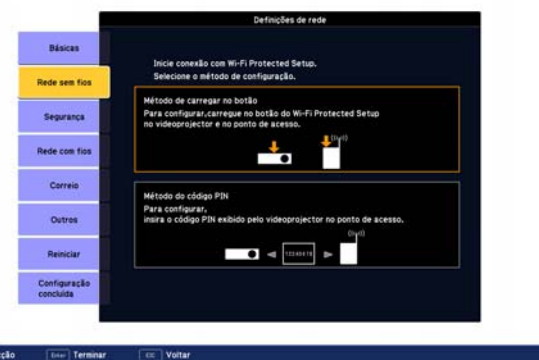 Definições de rede
Básicas
Rede sem fios
Segurança
Rede com fios
Correio
Outros
Reiniciar
Configuração
concluída
Inicie conexão com Wi-Fi Protected Setup.
Selecione o método de configuração.
Método de carregar no botão
Para configurar,carregue no botão do Wi-Fi Protected Setup
no videoprojector e no ponto de acesso.
Método do código PIN
Para configurar,
insira o código PIN exibido pelo videoprojector no ponto de acesso.
Enter Terminar
ESC Voltar